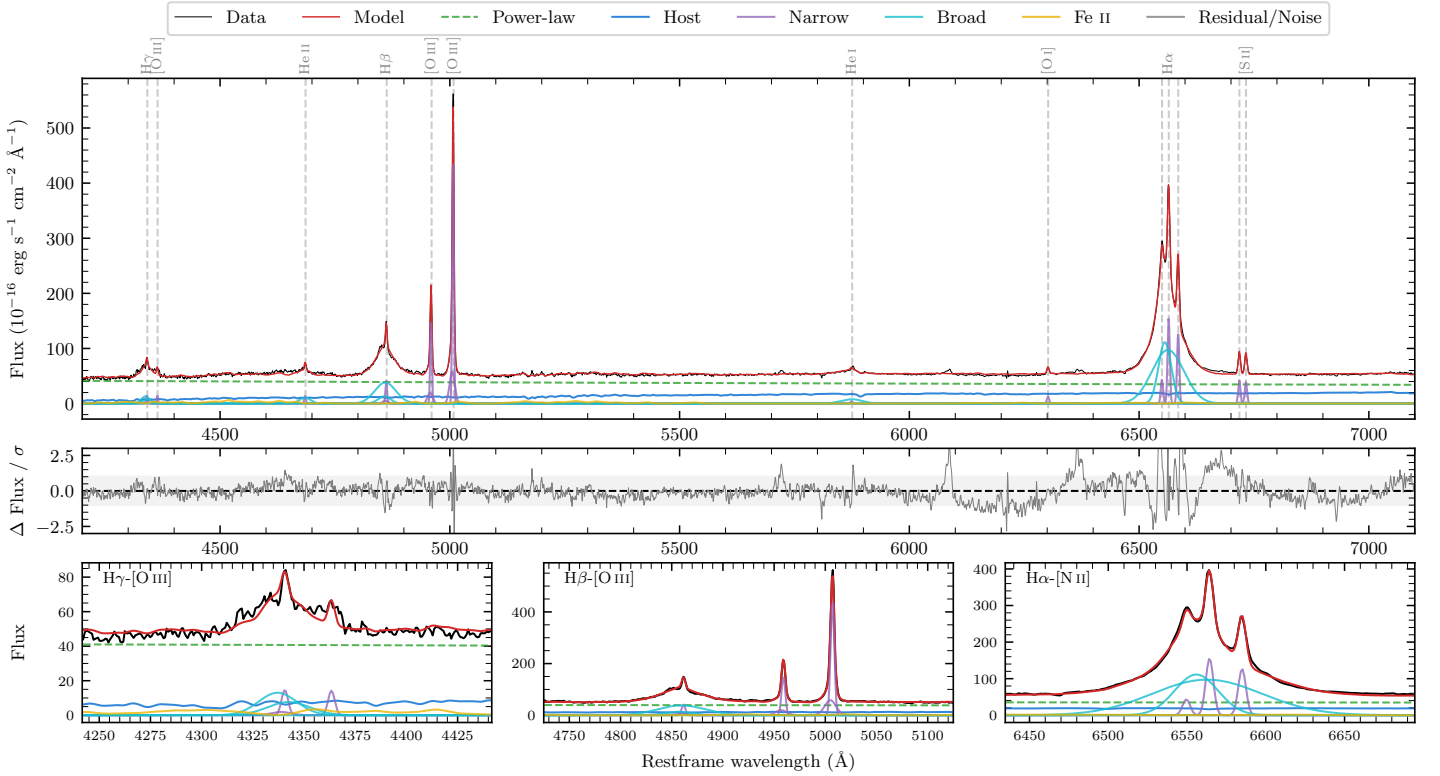 Data Model Power-law Host Narrow Broad Fe II Residual/Noise
Hγ [O III] He II Hβ [O III] [O III] He I [O I] Hα [S II]
Flux (10⁻¹⁶ erg s⁻¹ cm⁻² Å⁻¹)
500
400
300
200
100
0
4500 5000 5500 6000 6500 7000
Δ Flux / σ
2.5
0.0
−2.5
4500 5000 5500 6000 6500 7000
Flux
Hγ-[O III]
80
60
40
20
0
4250 4275 4300 4325 4350 4375 4400 4425
Hβ-[O III]
400
200
0
4750 4800 4850 4900 4950 5000 5050 5100
Hα-[N II]
400
300
200
100
0
6450 6500 6550 6600 6650
Restframe wavelength (Å)